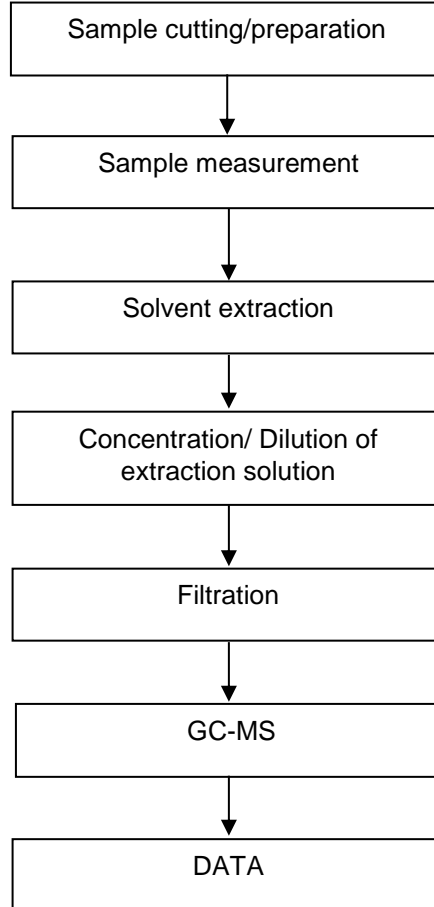 Sample cutting/preparation
Sample measurement
Solvent extraction
Concentration/ Dilution of
extraction solution
Filtration
GC-MS
DATA